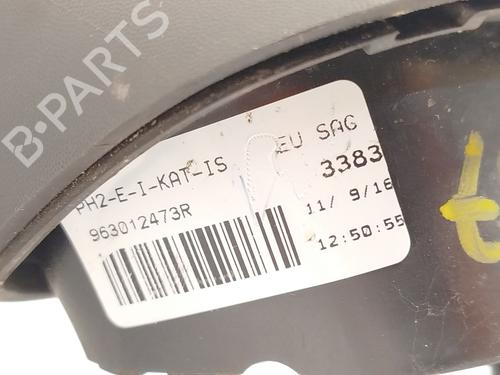 B-PARTS
PH2-E-I-KAT-IS EU SAG
963012473R 3383
11/ 9/16
12:50:55